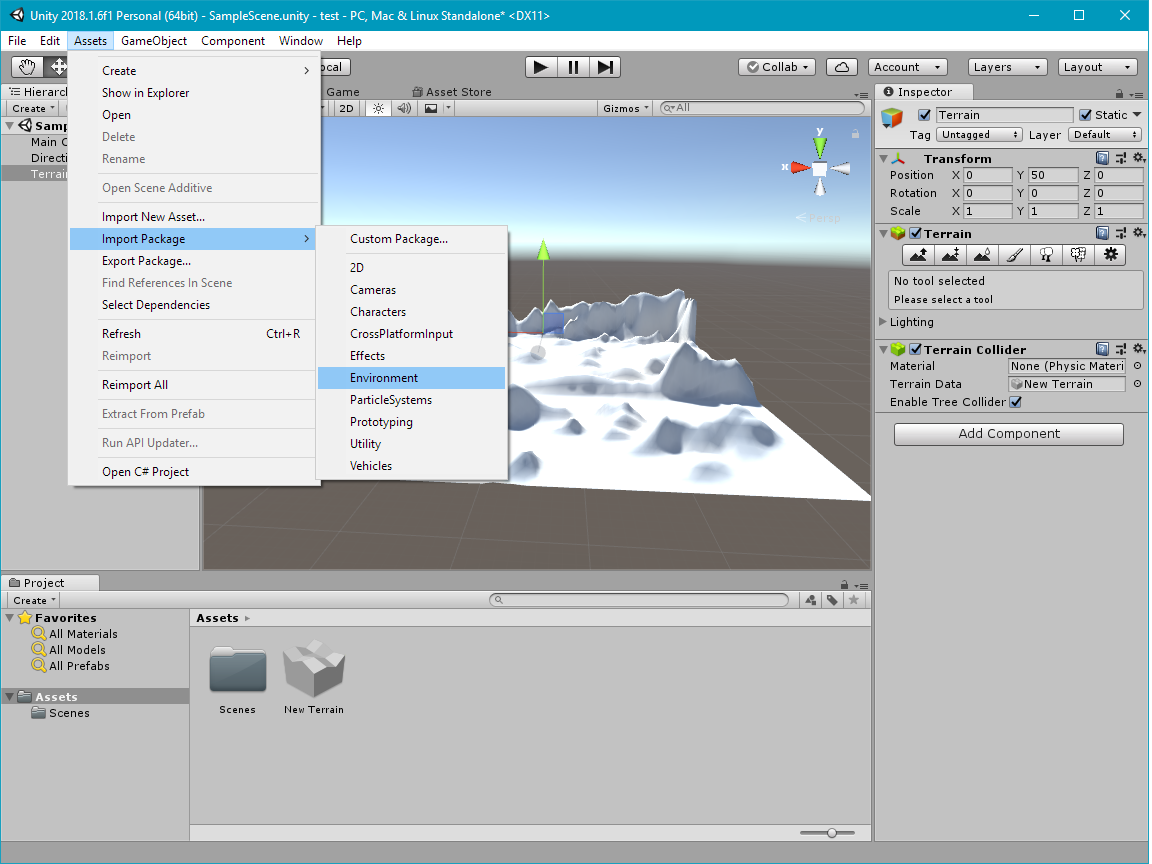 Unity 2018.1.6f1 Personal (64bit) - SampleScene.unity - test - PC, Mac & Linux Standalone* <DX11>
File Edit Assets GameObject Component Window Help
ocal Collab Account Layers Layout
Hierarch Game Asset Store
Create 2D Gizmos All
Samp
Main C
Directi
Terrain
Create
Show in Explorer
Open
Delete
Rename
Open Scene Additive
Import New Asset...
Import Package
Export Package...
Find References In Scene
Select Dependencies
Refresh Ctrl+R
Reimport
Reimport All
Extract From Prefab
Run API Updater...
Open C# Project
Custom Package...
2D
Cameras
Characters
CrossPlatformInput
Effects
Environment
ParticleSystems
Prototyping
Utility
Vehicles
y
x
Persp
Inspector
Terrain Static
Tag Untagged Layer Default
Transform
Position X 0 Y 50 Z 0
Rotation X 0 Y 0 Z 0
Scale X 1 Y 1 Z 1
Terrain
No tool selected
Please select a tool
Lighting
Terrain Collider
Material None (Physic Materi
Terrain Data New Terrain
Enable Tree Collider
Add Component
Project
Create
Favorites
All Materials
All Models
All Prefabs
Assets
Scenes
Assets
Scenes New Terrain